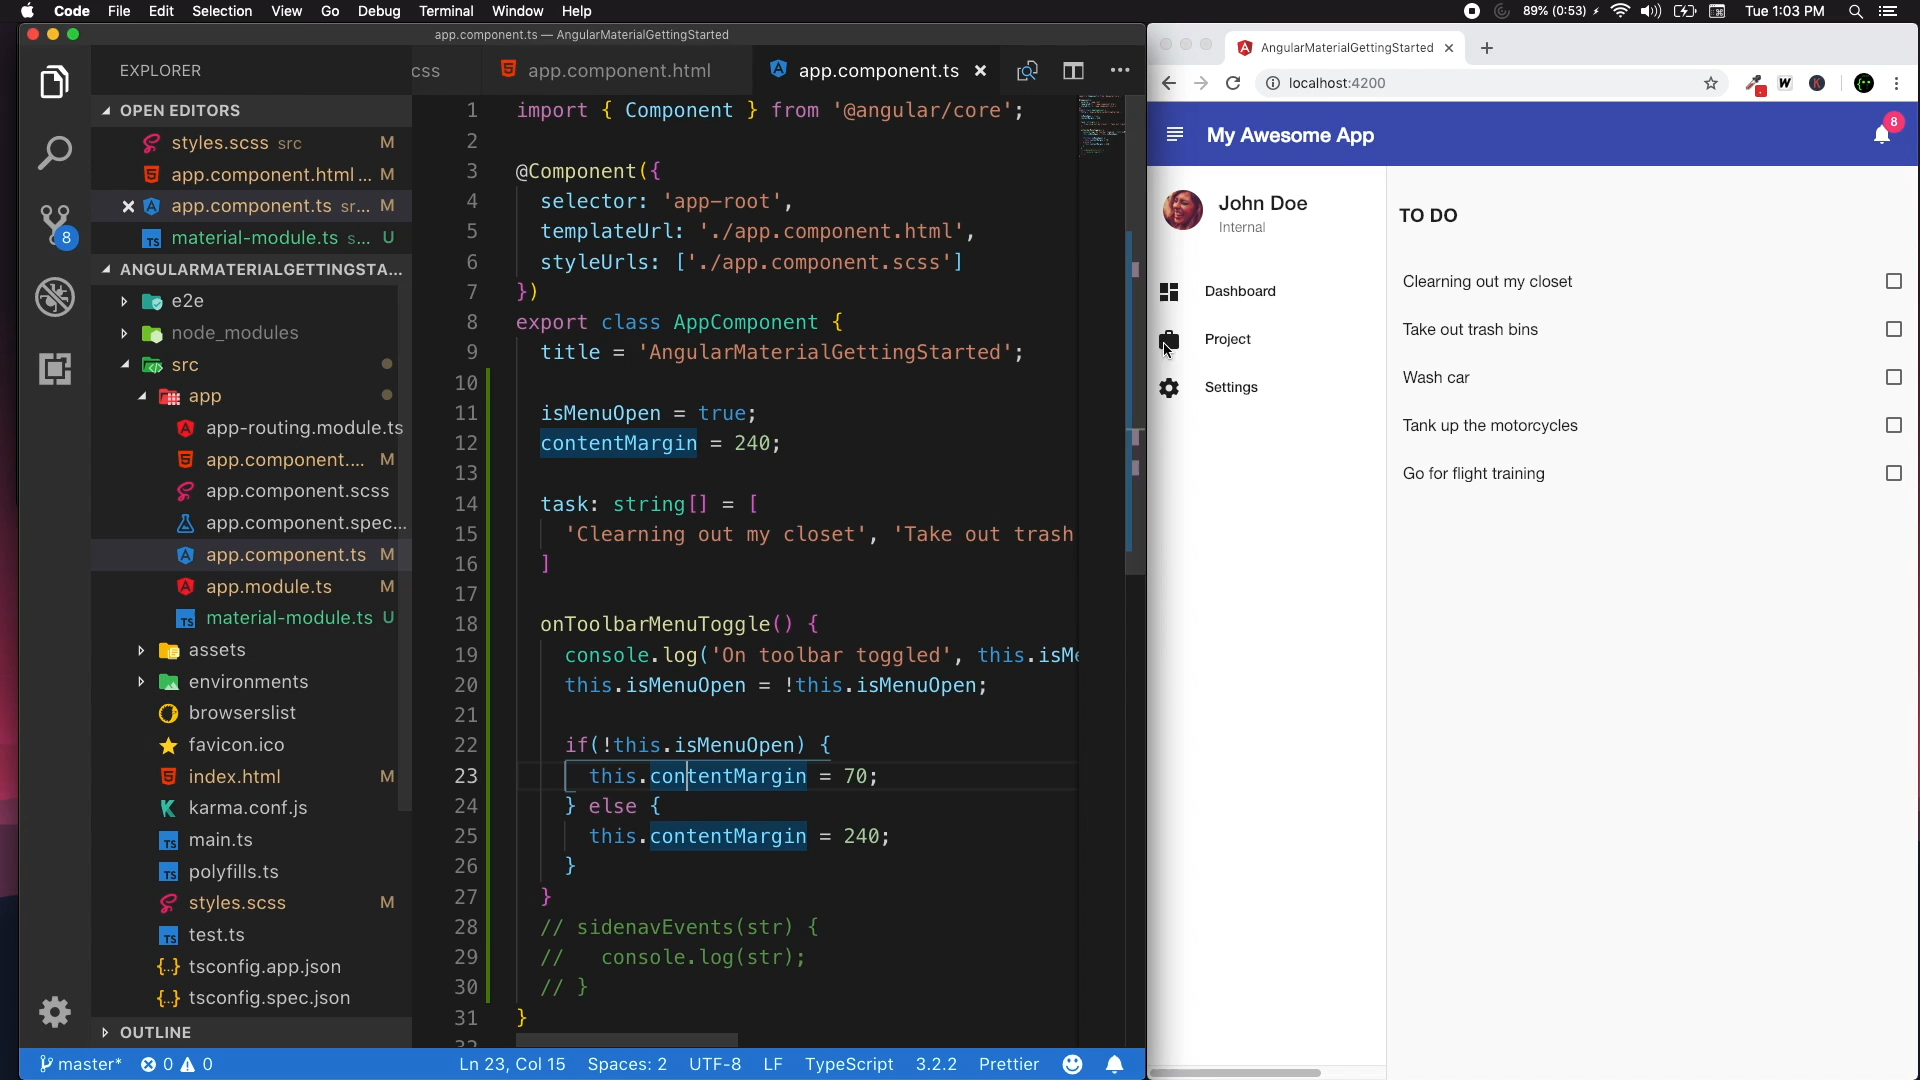 Code File Edit Selection View Go Debug Terminal Window Help 89% (0:53) Tue 1:03 PM
app.component.ts — AngularMaterialGettingStarted
EXPLORER
css app.component.html app.component.ts
OPEN EDITORS
styles.scss src M
app.component.html ... M
app.component.ts sr... M
material-module.ts s... U
ANGULARMATERIALGETTINGSTA...
e2e
node_modules
src
app
app-routing.module.ts
app.component.... M
app.component.scss
app.component.spec...
app.component.ts M
app.module.ts M
material-module.ts U
assets
environments
browserslist
favicon.ico
index.html M
karma.conf.js
main.ts
polyfills.ts
styles.scss M
test.ts
tsconfig.app.json
tsconfig.spec.json
OUTLINE
8
1 import { Component } from '@angular/core';
2
3 @Component({
4 selector: 'app-root',
5 templateUrl: './app.component.html',
6 styleUrls: ['./app.component.scss']
7 })
8 export class AppComponent {
9 title = 'AngularMaterialGettingStarted';
10
11 isMenuOpen = true;
12 contentMargin = 240;
13
14 task: string[] = [
15 'Clearning out my closet', 'Take out trash
16 ]
17
18 onToolbarMenuToggle() {
19 console.log('On toolbar toggled', this.isMe
20 this.isMenuOpen = !this.isMenuOpen;
21
22 if(!this.isMenuOpen) {
23 this.contentMargin = 70;
24 } else {
25 this.contentMargin = 240;
26 }
27 }
28 // sidenavEvents(str) {
29 // console.log(str);
30 // }
31 }
32
master* 0 0 Ln 23, Col 15 Spaces: 2 UTF-8 LF TypeScript 3.2.2 Prettier
AngularMaterialGettingStarted
localhost:4200
My Awesome App 8
John Doe
Internal
Dashboard
Project
Settings
TO DO
Clearning out my closet
Take out trash bins
Wash car
Tank up the motorcycles
Go for flight training